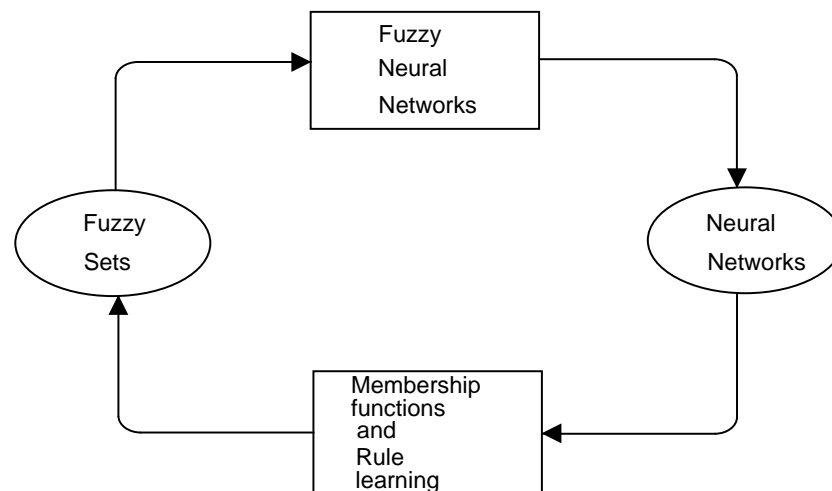 Fuzzy
Neural
Networks
Fuzzy
Sets
Neural
Networks
Membership
functions
and
Rule
learning